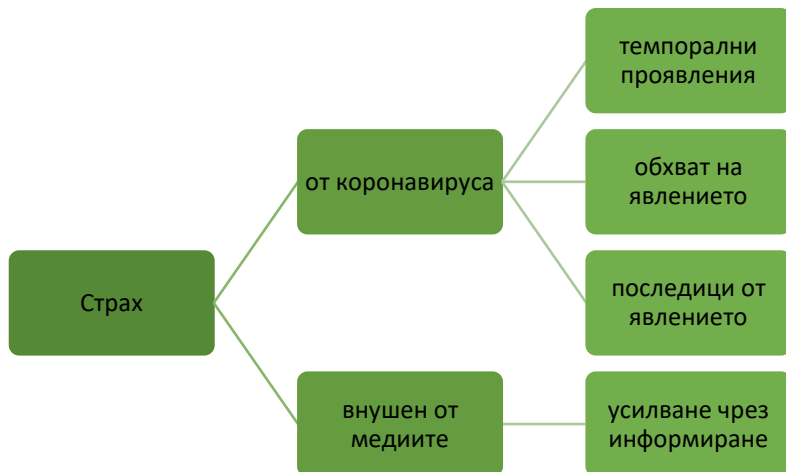 Страх
от коронавируса
темпорални
проявления
обхват на
явлението
последици от
явлението
внушен от
медиите
усилване чрез
информиране